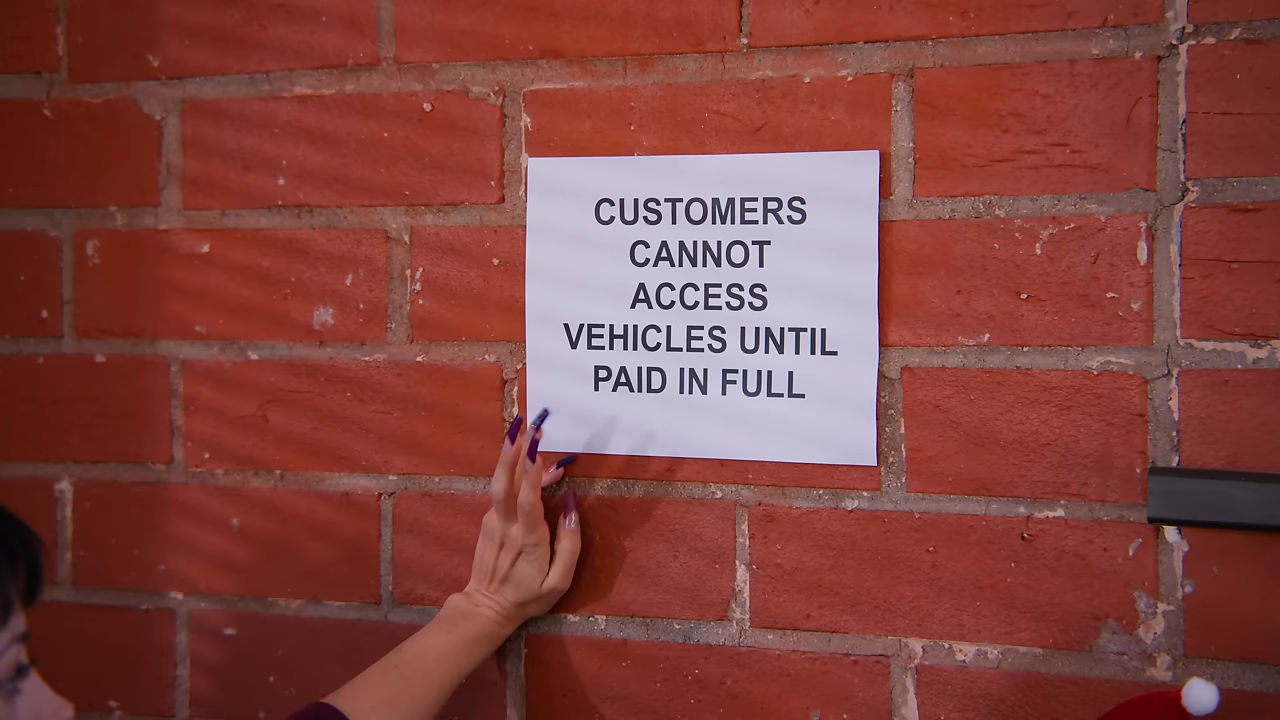 CUSTOMERS
CANNOT
ACCESS
VEHICLES UNTIL
PAID IN FULL